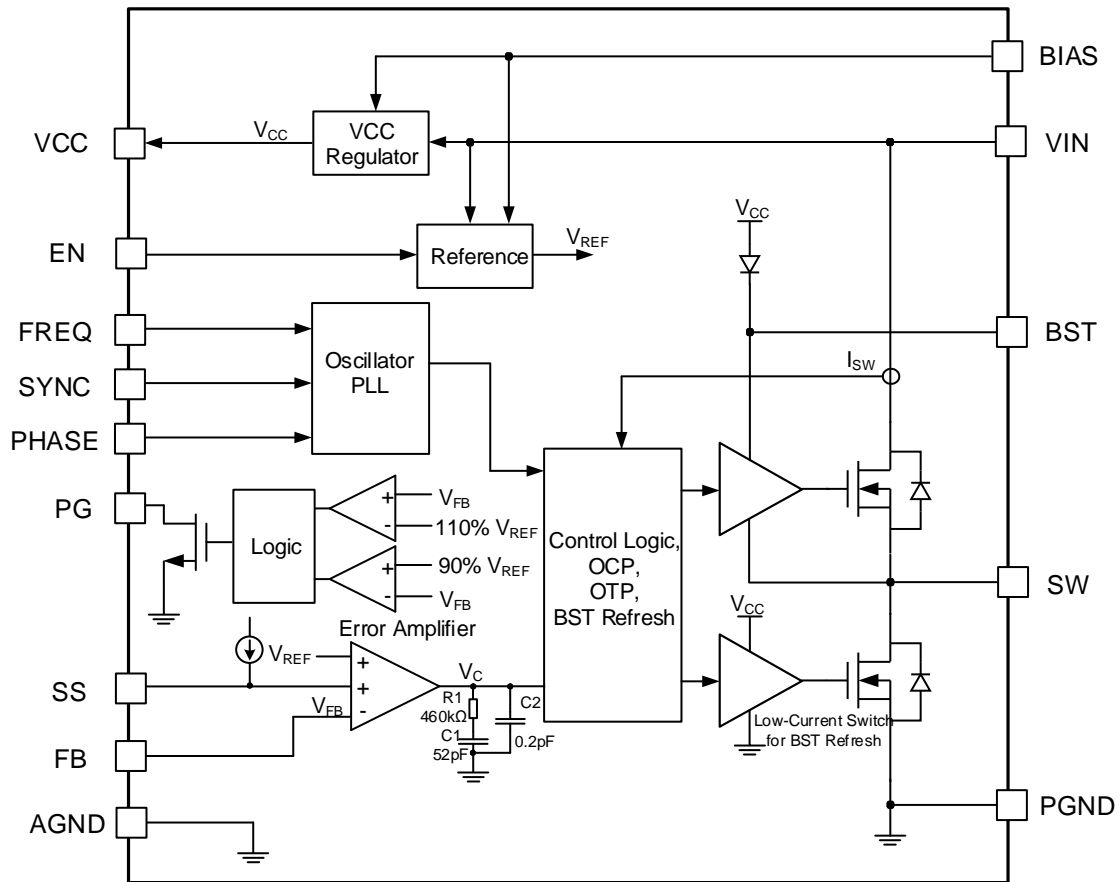 BIAS
VCC
VCC
VCC
Regulator
VIN
EN
Reference
VREF
VCC
FREQ
SYNC
PHASE
Oscillator
PLL
BST
ISW
PG
Logic
+
-
VFB
110% VREF
+
-
90% VREF
VFB
Control Logic,
OCP,
OTP,
BST Refresh
SW
VCC
Error Amplifier
VREF
+
+
-
SS
VFB
FB
VC
R1
460kΩ
C1
52pF
C2
0.2pF
Low-Current Switch
for BST Refresh
AGND
PGND